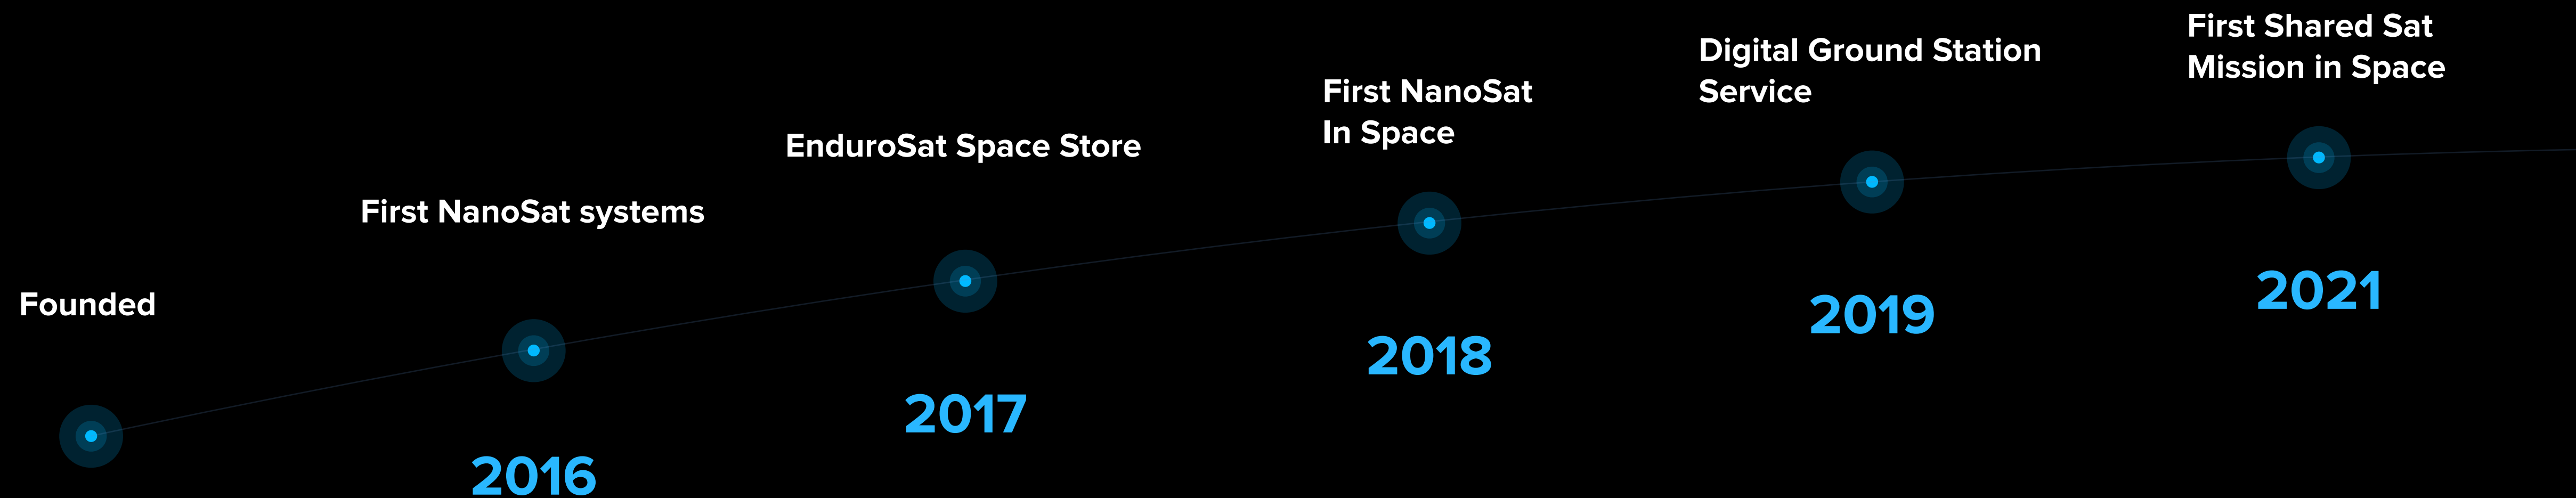 Founded
First NanoSat systems
2016
EnduroSat Space Store
2017
First NanoSat
In Space
2018
Digital Ground Station
Service
2019
First Shared Sat
Mission in Space
2021